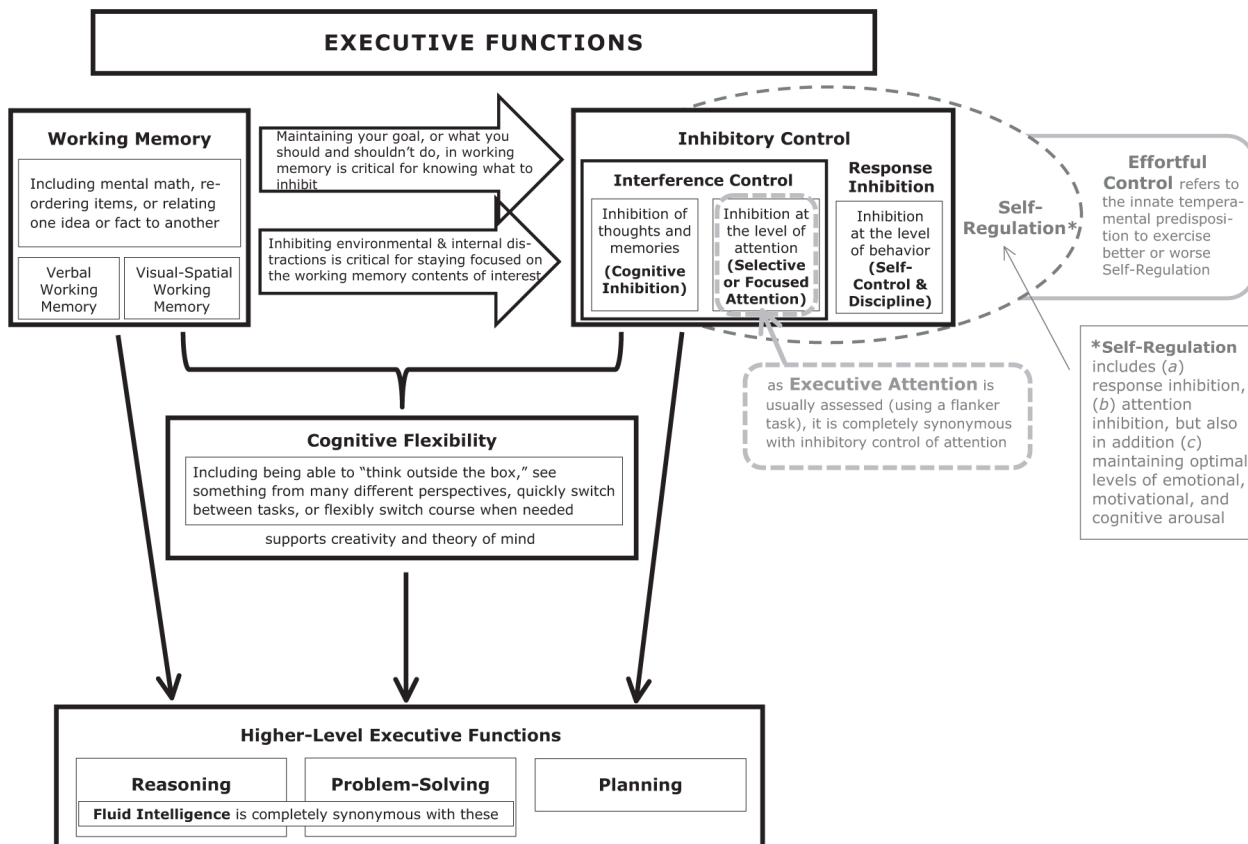 EXECUTIVE FUNCTIONS
Working Memory
Including mental math, re-
ordering items, or relating
one idea or fact to another
Verbal
Working
Memory
Visual-Spatial
Working
Memory
Maintaining your goal, or what you
should and shouldn’t do, in working
memory is critical for knowing what to
inhibit
Inhibiting environmental & internal dis-
tractions is critical for staying focused
on the working memory contents of interest
Inhibitory Control
Interference Control
Inhibition of
thoughts and
memories
(Cognitive
Inhibition)
Inhibition at
the level of
attention
(Selective
or Focused
Attention)
Response
Inhibition
Inhibition
at the level
of behavior
(Self-
Control &
Discipline)
Self-
Regulation*
Effortful
Control refers to
the innate tempera-
mental predisposi-
tion to exercise
better or worse
Self-Regulation
*Self-Regulation
includes (a)
response inhibition,
(b) attention
inhibition, but also
in addition (c)
maintaining optimal
levels of emotional,
motivational, and
cognitive arousal
as Executive Attention is
usually assessed (using a flanker
task), it is completely synonymous
with inhibitory control of attention
Cognitive Flexibility
Including being able to “think outside the box,” see
something from many different perspectives, quickly switch
between tasks, or flexibly switch course when needed
supports creativity and theory of mind
Higher-Level Executive Functions
Reasoning
Problem-Solving
Planning
Fluid Intelligence is completely synonymous with these